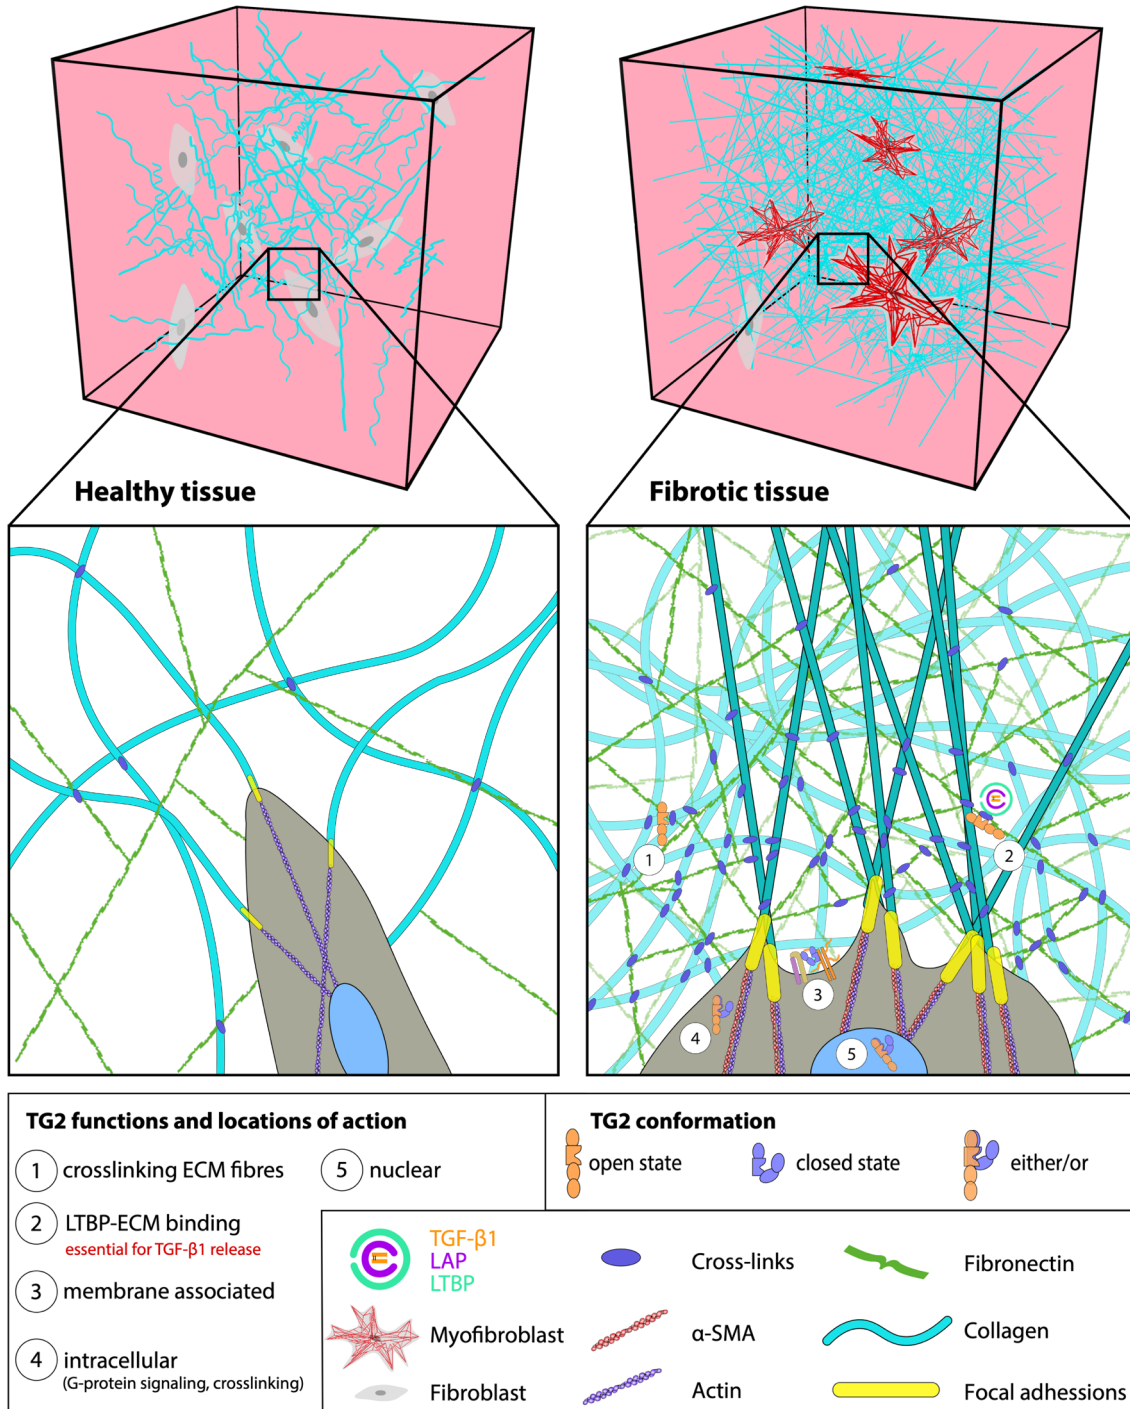 Healthy tissue
Fibrotic tissue
1
2
3
4
5
TG2 functions and locations of action
1 crosslinking ECM fibres
5 nuclear
2 LTBP-ECM binding
essential for TGF-β1 release
3 membrane associated
4 intracellular
(G-protein signaling, crosslinking)
TG2 conformation
open state
closed state
either/or
TGF-β1
LAP
LTBP
Cross-links
Fibronectin
Myofibroblast
α-SMA
Collagen
Fibroblast
Actin
Focal adhessions